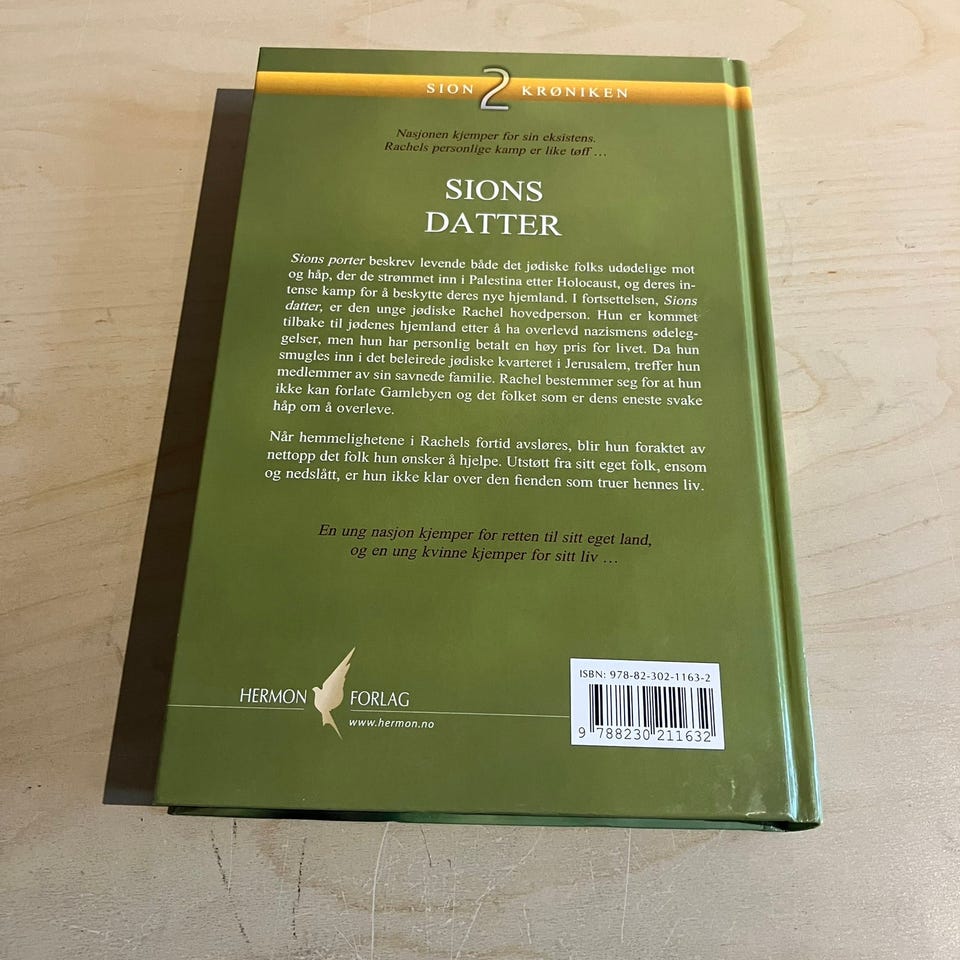 SION 2 KRØNIKEN
Nasjonen kjemper for sin eksistens.
Rachels personlige kamp er like tøff ...
SIONS
DATTER
Sions porter beskrev levende både det jødiske folks udødelige mot
og håp, der de strømmet inn i Palestina etter Holocaust, og deres in-
tense kamp for å beskytte deres nye hjemland. I fortsettelsen, Sions
datter, er den unge jødiske Rachel hovedperson. Hun er kommet
tilbake til jødenes hjemland etter å ha overlevd nazismens ødeleg-
gelser, men hun har personlig betalt en høy pris for livet. Da hun
smugles inn i det beleirede jødiske kvarteret i Jerusalem, treffer hun
medlemmer av sin savnede familie. Rachel bestemmer seg for at hun
ikke kan forlate Gamlebyen og det folket som er dens eneste svake
håp om å overleve.
Når hemmelighetene i Rachels fortid avsløres, blir hun foraktet av
nettopp det folk hun ønsker å hjelpe. Utstøtt fra sitt eget folk, ensom
og nedslått, er hun ikke klar over den fienden som truer hennes liv.
En ung nasjon kjemper for retten til sitt eget land,
og en ung kvinne kjemper for sitt liv ...
HERMON FORLAG
www.hermon.no
ISBN: 978-82-302-1163-2
9 788230 211632